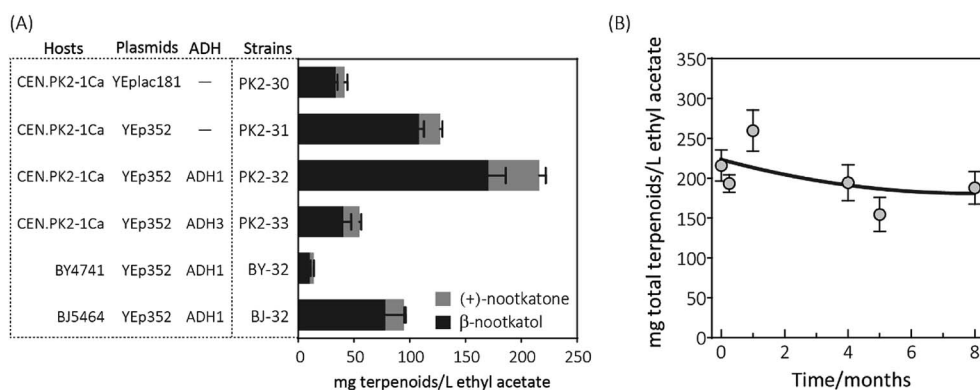 (A)
Hosts Plasmids ADH Strains
CEN.PK2-1Ca YEplac181 — PK2-30
CEN.PK2-1Ca YEp352 — PK2-31
CEN.PK2-1Ca YEp352 ADH1 PK2-32
CEN.PK2-1Ca YEp352 ADH3 PK2-33
BY4741 YEp352 ADH1 BY-32
BJ5464 YEp352 ADH1 BJ-32
(+)-nootkatone
β-nootkatol
0 50 100 150 200 250
mg terpenoids/L ethyl acetate
(B)
mg total terpenoids/L ethyl acetate
350
300
250
200
150
100
50
0
0 2 4 6 8
Time/months